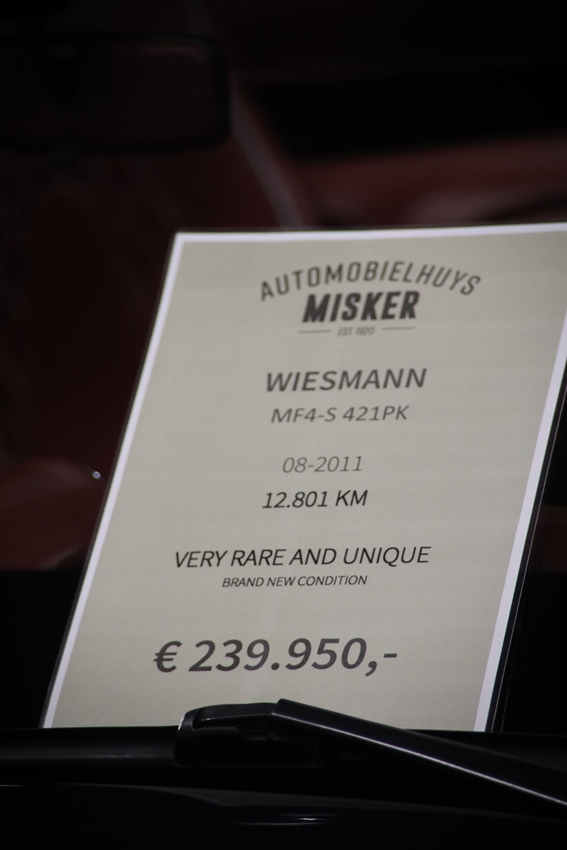 AUTOMOBIELHUYS
MISKER
EST. 1920
WIESMANN
MF4-S 421PK
08-2011
12.801 KM
VERY RARE AND UNIQUE
BRAND NEW CONDITION
€ 239.950,-